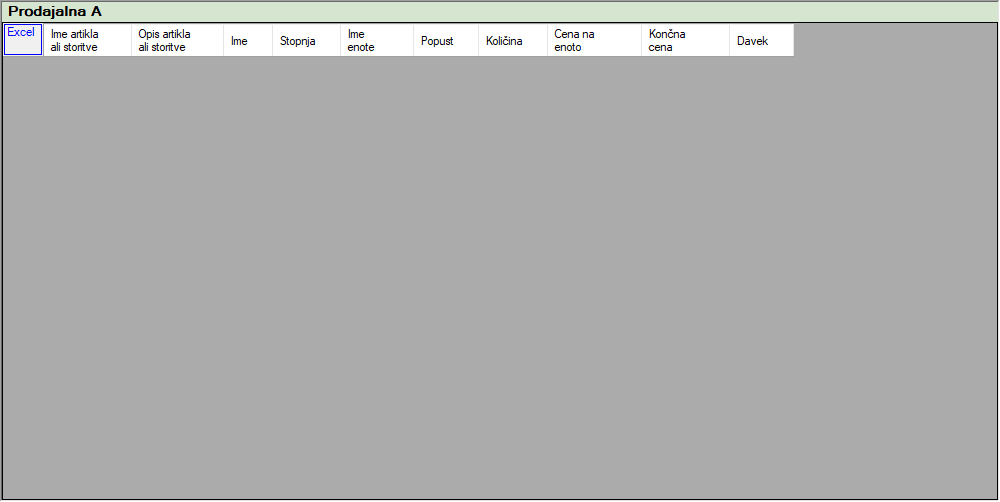 Prodajalna A
Excel
Ime artikla
ali storitve
Opis artikla
ali storitve
Ime
Stopnja
Ime
enote
Popust
Količina
Cena na
enoto
Končna
cena
Davek